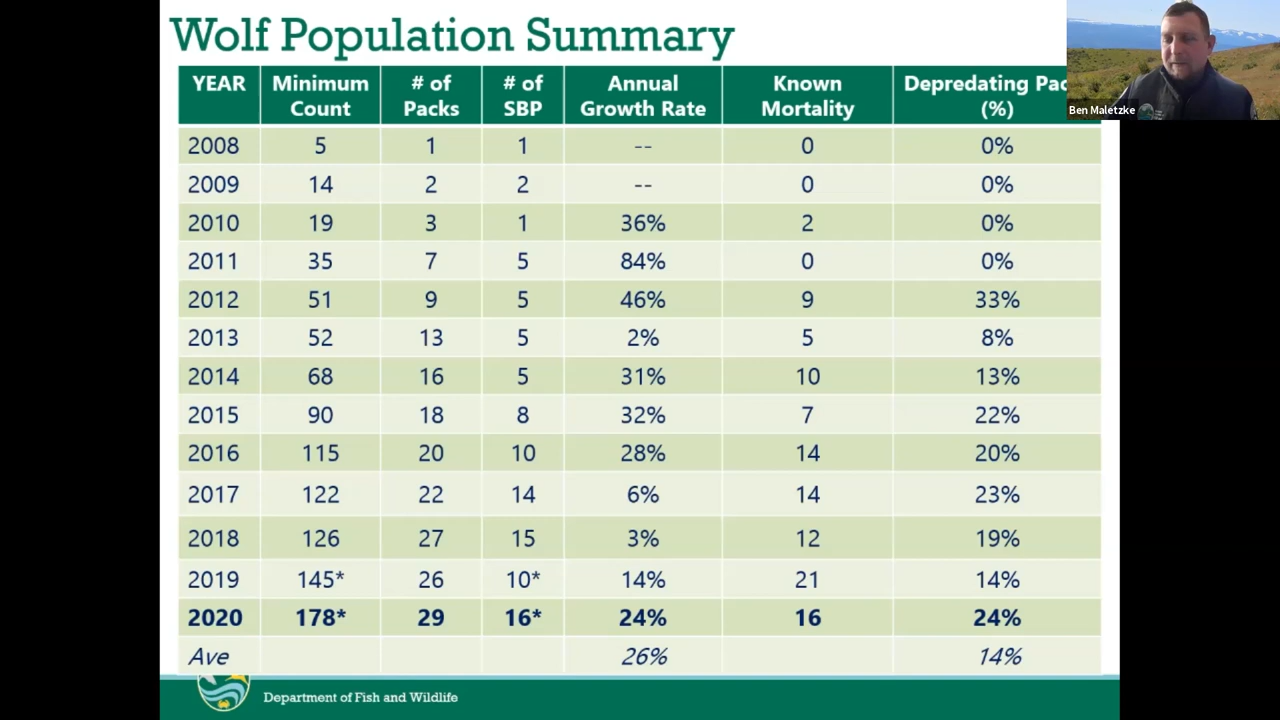 Wolf Population Summary
YEAR Minimum Count # of Packs # of SBP Annual Growth Rate Known Mortality Depredating (%)
2008 5 1 1 -- 0 0%
2009 14 2 2 -- 0 0%
2010 19 3 1 36% 2 0%
2011 35 7 5 84% 0 0%
2012 51 9 5 46% 9 33%
2013 52 13 5 2% 5 8%
2014 68 16 5 31% 10 13%
2015 90 18 8 32% 7 22%
2016 115 20 10 28% 14 20%
2017 122 22 14 6% 14 23%
2018 126 27 15 3% 12 19%
2019 145* 26 10* 14% 21 14%
2020 178* 29 16* 24% 16 24%
Ave 26% 14%
Department of Fish and Wildlife
Ben Maletzke